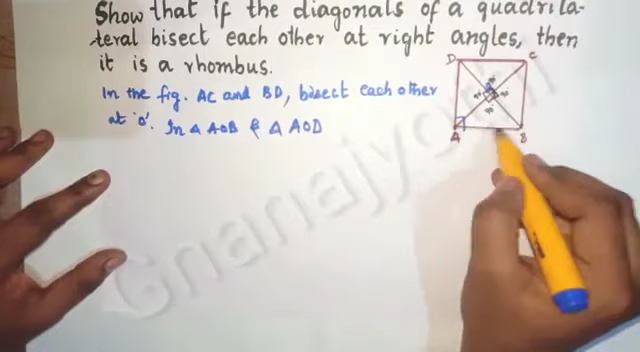 Show that if the diagonals of a quadrila-
teral bisect each other at right angles, then
it is a rhombus.
In the fig. AC and BD, bisect each other
at 'O'. In △ AOB & △ AOD
D C
A B
Gnanajyothi